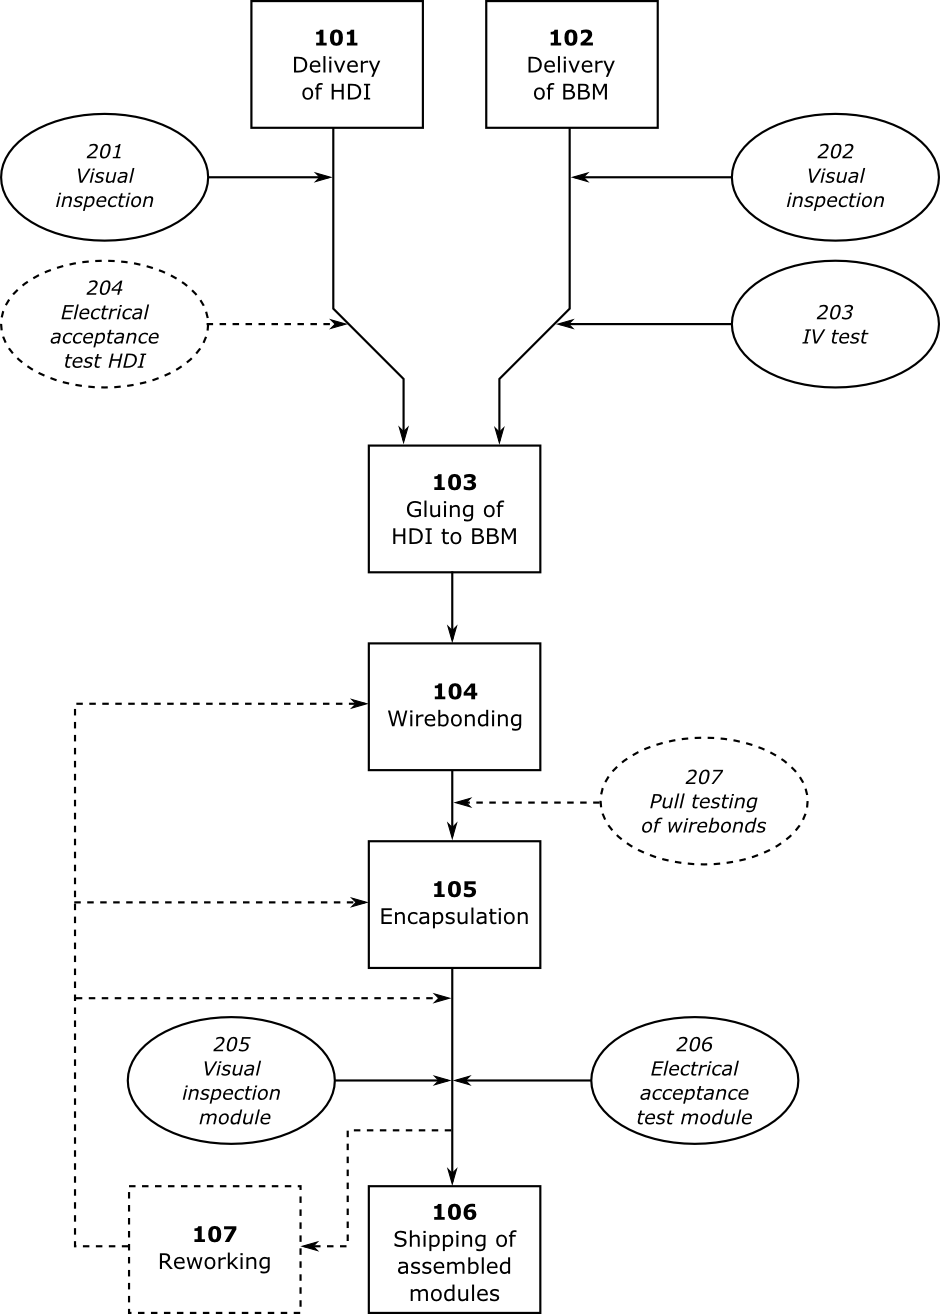 101
Delivery
of HDI
102
Delivery
of BBM
201
Visual
inspection
202
Visual
inspection
204
Electrical
acceptance
test HDI
203
IV test
103
Gluing of
HDI to BBM
104
Wirebonding
207
Pull testing
of wirebonds
105
Encapsulation
205
Visual
inspection
module
206
Electrical
acceptance
test module
107
Reworking
106
Shipping of
assembled
modules